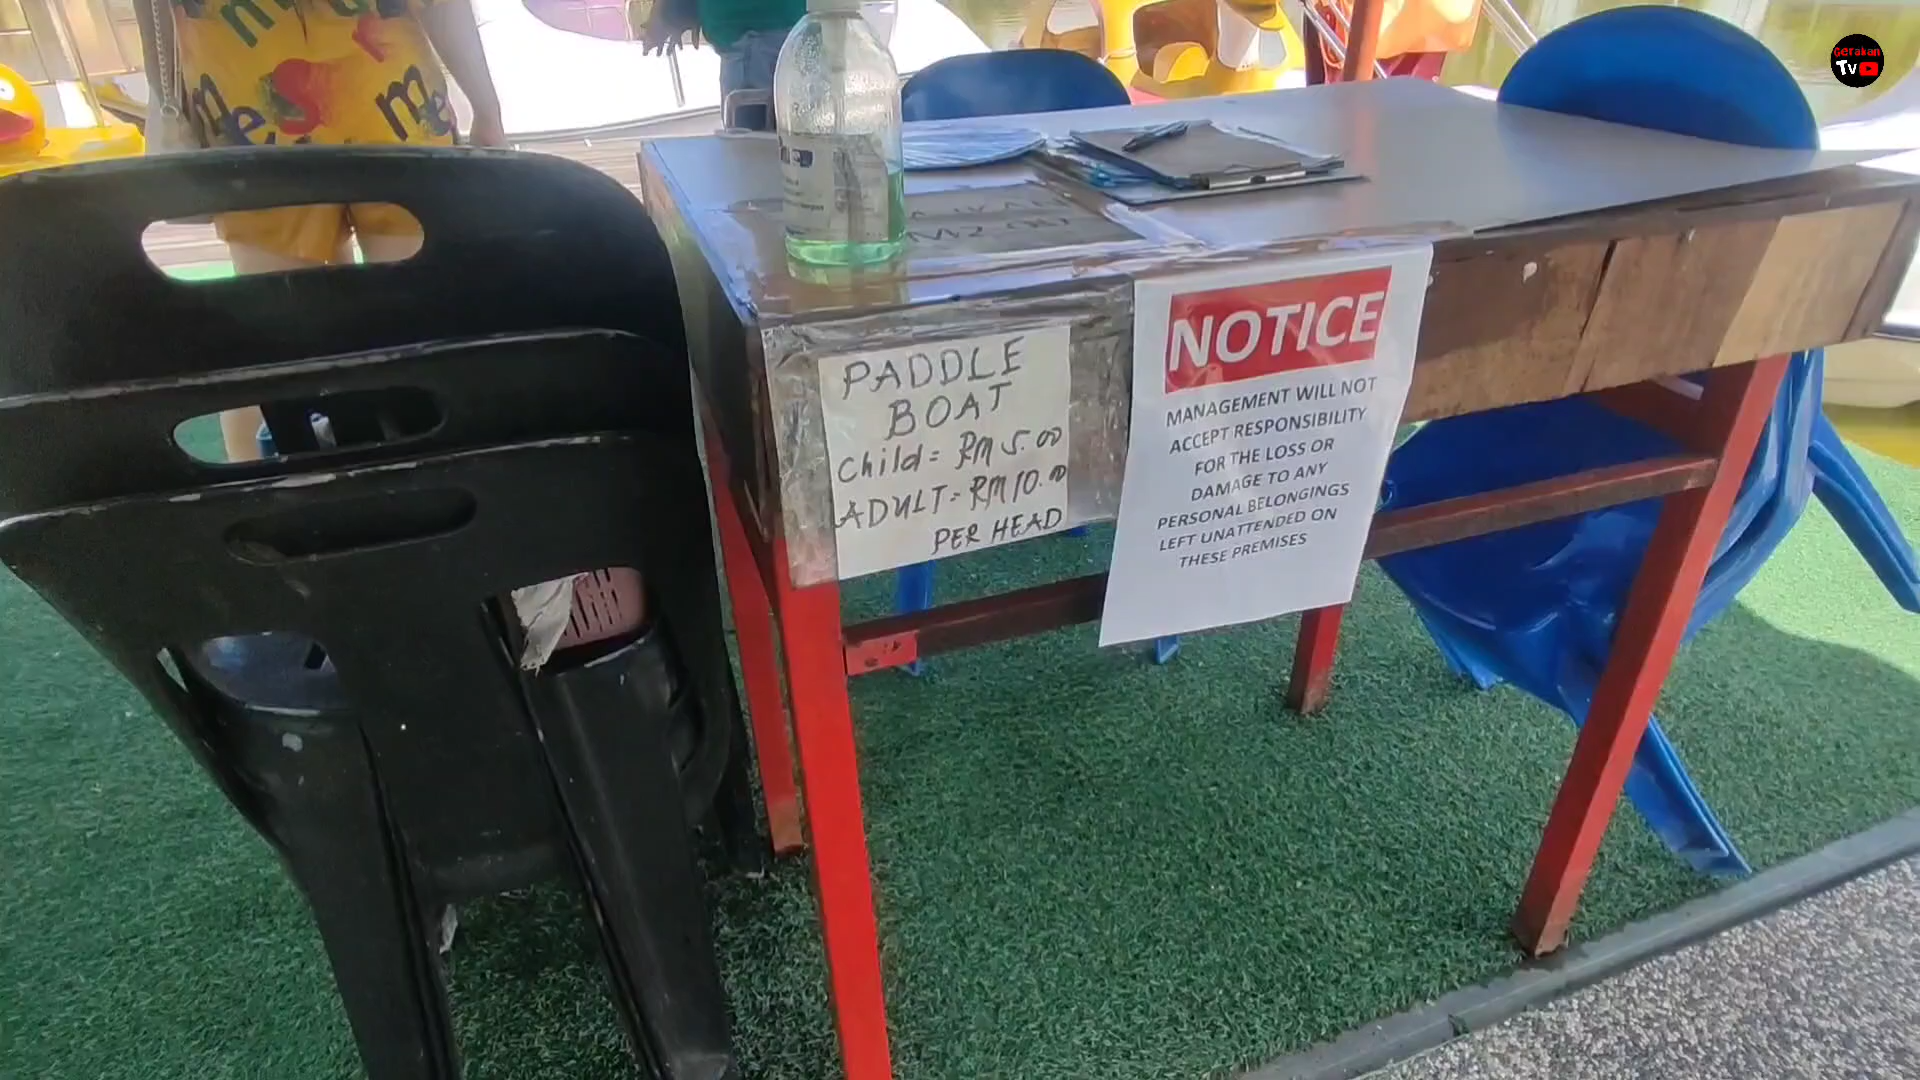 Gerakan
Tv
PADDLE
BOAT
Child = RM 5.00
ADULT = RM 10.00
PER HEAD
NOTICE
MANAGEMENT WILL NOT
ACCEPT RESPONSIBILITY
FOR THE LOSS OR
DAMAGE TO ANY
PERSONAL BELONGINGS
LEFT UNATTENDED ON
THESE PREMISES